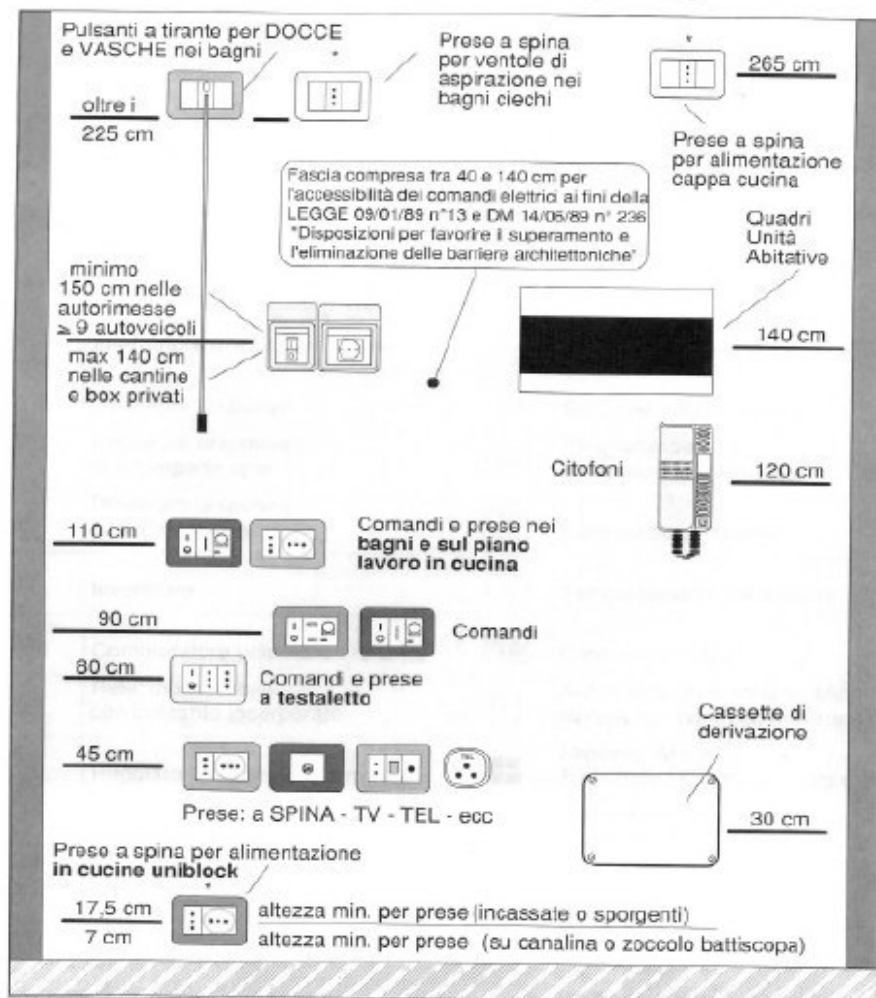 Pulsanti a tirante per DOCCE
e VASCHE nei bagni
*
Prese a spina
per ventole di
aspirazione nei
bagni ciechi
*
265 cm
oltre i
225 cm
Prese a spina
per alimentazione
cappa cucina
Fascia compresa fra 40 e 140 cm per
l'accessibilità dei comandi elettrici ai fini della
LEGGE 09/01/89 n°13 e DM 14/06/89 n° 236
"Disposizioni per favorire il superamento e
l'eliminazione delle barriere architettoniche"
Quadri
Unità
Abitative
minimo
150 cm nelle
autorimesse
≥ 9 autoveicoli
max 140 cm
nelle cantine
e box privati
140 cm
Citofoni
120 cm
110 cm
Comandi e prese nei
bagni e sul piano
lavoro in cucina
90 cm
Comandi
80 cm
Comandi e prese
a testaletto
45 cm
TEL
Prese: a SPINA - TV - TEL - ecc
Cassette di
derivazione
30 cm
Prese a spina per alimentazione
in cucine uniblock
*
17,5 cm
altezza min. per prese (incassate o sporgenti)
7 cm
altezza min. per prese (su canalina o zoccolo battiscopa)